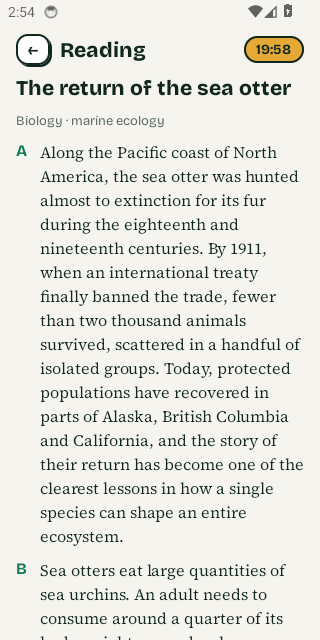 2:54
← Reading 19:58
The return of the sea otter
Biology · marine ecology
A Along the Pacific coast of North
America, the sea otter was hunted
almost to extinction for its fur
during the eighteenth and
nineteenth centuries. By 1911,
when an international treaty
finally banned the trade, fewer
than two thousand animals
survived, scattered in a handful of
isolated groups. Today, protected
populations have recovered in
parts of Alaska, British Columbia
and California, and the story of
their return has become one of the
clearest lessons in how a single
species can shape an entire
ecosystem.
B Sea otters eat large quantities of
sea urchins. An adult needs to
consume around a quarter of its